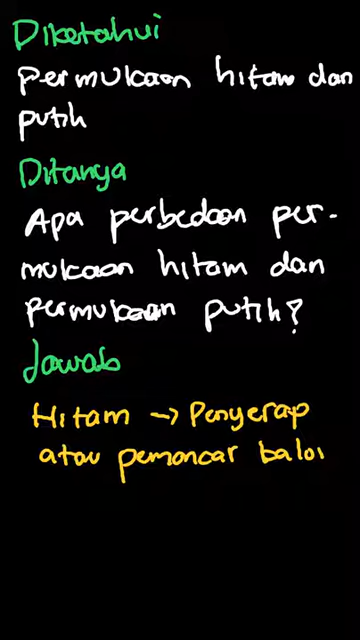 Diketahui
Permukaan hitam dan
putih
Ditanya
Apa perbedaan per-
mukaan hitam dan
permukaan putih?
Jawab
Hitam → Penyerap
atau pemancar